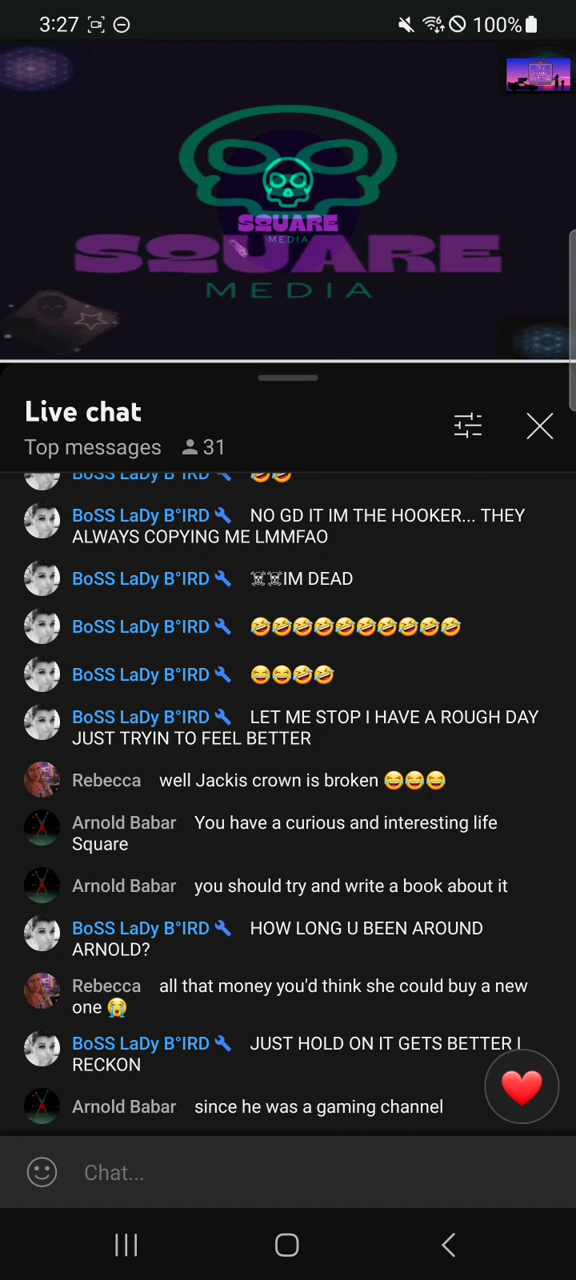 3:27
100%
SQUARE
MEDIA
SQUARE
MEDIA
Live chat
Top messages 31
BoSS LaDy B°IRD 🤣🤣
BoSS LaDy B°IRD NO GD IT IM THE HOOKER... THEY
ALWAYS COPYING ME LMMFAO
BoSS LaDy B°IRD ☠️☠️IM DEAD
BoSS LaDy B°IRD 🤣🤣🤣🤣🤣🤣🤣🤣🤣🤣
BoSS LaDy B°IRD 😂😂🤣🤣
BoSS LaDy B°IRD LET ME STOP I HAVE A ROUGH DAY
JUST TRYIN TO FEEL BETTER
Rebecca well Jackis crown is broken 😂😂😂
Arnold Babar You have a curious and interesting life
Square
Arnold Babar you should try and write a book about it
BoSS LaDy B°IRD HOW LONG U BEEN AROUND
ARNOLD?
Rebecca all that money you'd think she could buy a new
one 😭
BoSS LaDy B°IRD JUST HOLD ON IT GETS BETTER I
RECKON
Arnold Babar since he was a gaming channel
Chat...